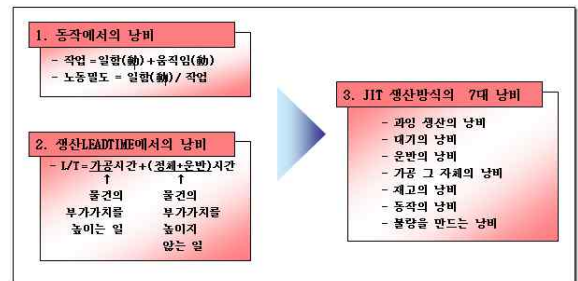 1. 동작에서의 낭비
- 작업 =일함(働)+움직임(動)
- 노동밀도 = 일함(働)/ 작업
2. 생산LEADTIME에서의 낭비
- L/T=가공시간+(정체+운반)시간
↑ ↑
물건의 물건의
부가가치를 부가가치를
높이는 일 높이지
않는 일
3. JIT 생산방식의 7대 낭비
- 과잉 생산의 낭비
- 대기의 낭비
- 운반의 낭비
- 가공 그 자체의 낭비
- 재고의 낭비
- 동작의 낭비
- 불량을 만드는 낭비